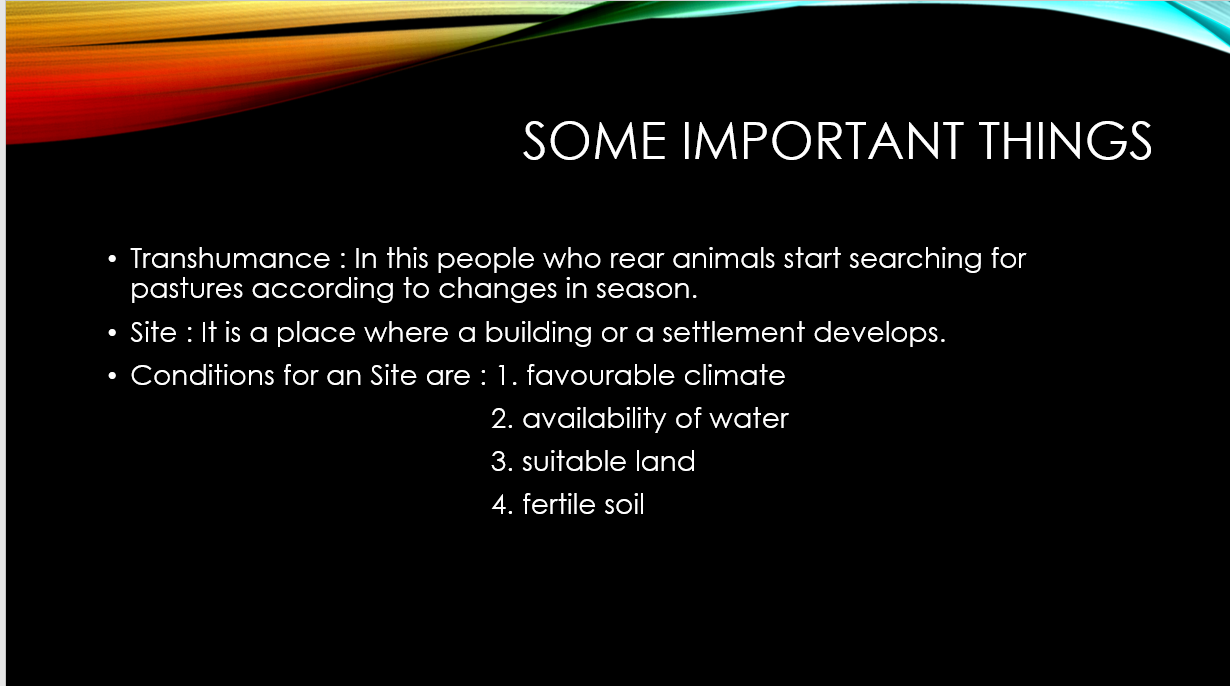 SOME IMPORTANT THINGS
• Transhumance : In this people who rear animals start searching for
pastures according to changes in season.
• Site : It is a place where a building or a settlement develops.
• Conditions for an Site are : 1. favourable climate
2. availability of water
3. suitable land
4. fertile soil